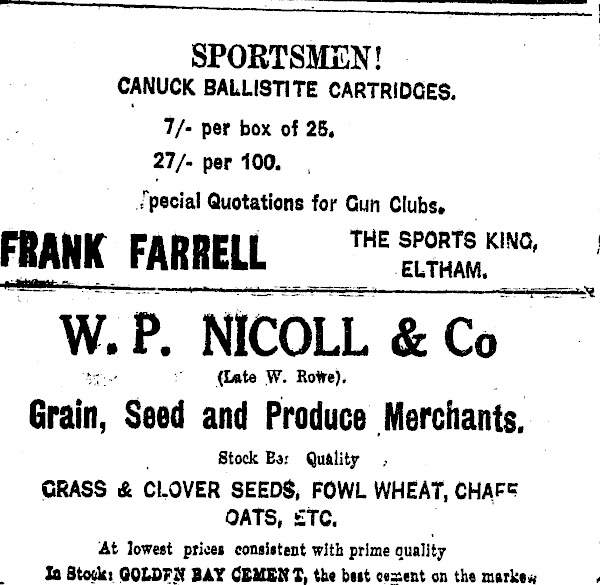 SPORTSMEN!
CANUCK BALLISTITE CARTRIDGES.
7/- per box of 25.
27/- per 100.
Special Quotations for Gun Clubs.
FRANK FARRELL
THE SPORTS KING,
ELTHAM.
W. P. NICOLL & Co
(Late W. Rowe).
Grain, Seed and Produce Merchants.
Stock Quality
GRASS & CLOVER SEEDS, FOWL WHEAT, CHAFF
OATS, ETC.
At lowest prices consistent with prime quality
In Stock: GOLDEN BAY CEMENT, the best cement on the market